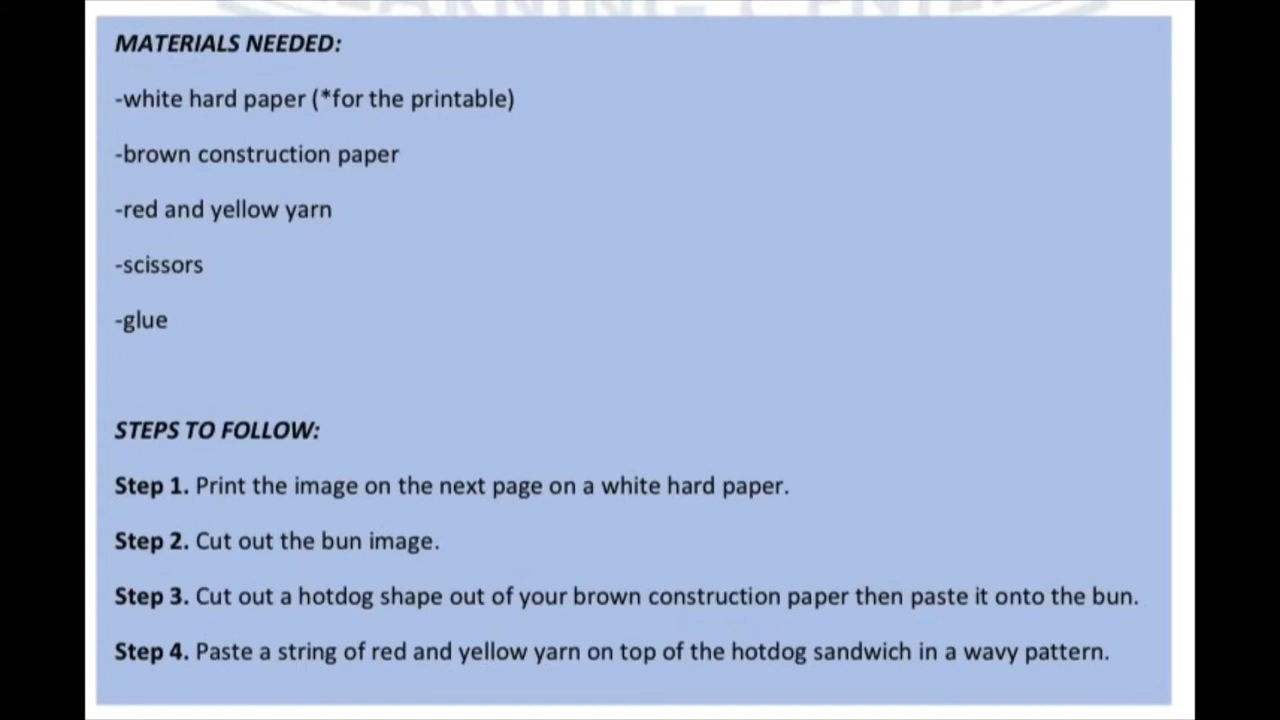 MATERIALS NEEDED:
-white hard paper (*for the printable)
-brown construction paper
-red and yellow yarn
-scissors
-glue
STEPS TO FOLLOW:
Step 1. Print the image on the next page on a white hard paper.
Step 2. Cut out the bun image.
Step 3. Cut out a hotdog shape out of your brown construction paper then paste it onto the bun.
Step 4. Paste a string of red and yellow yarn on top of the hotdog sandwich in a wavy pattern.